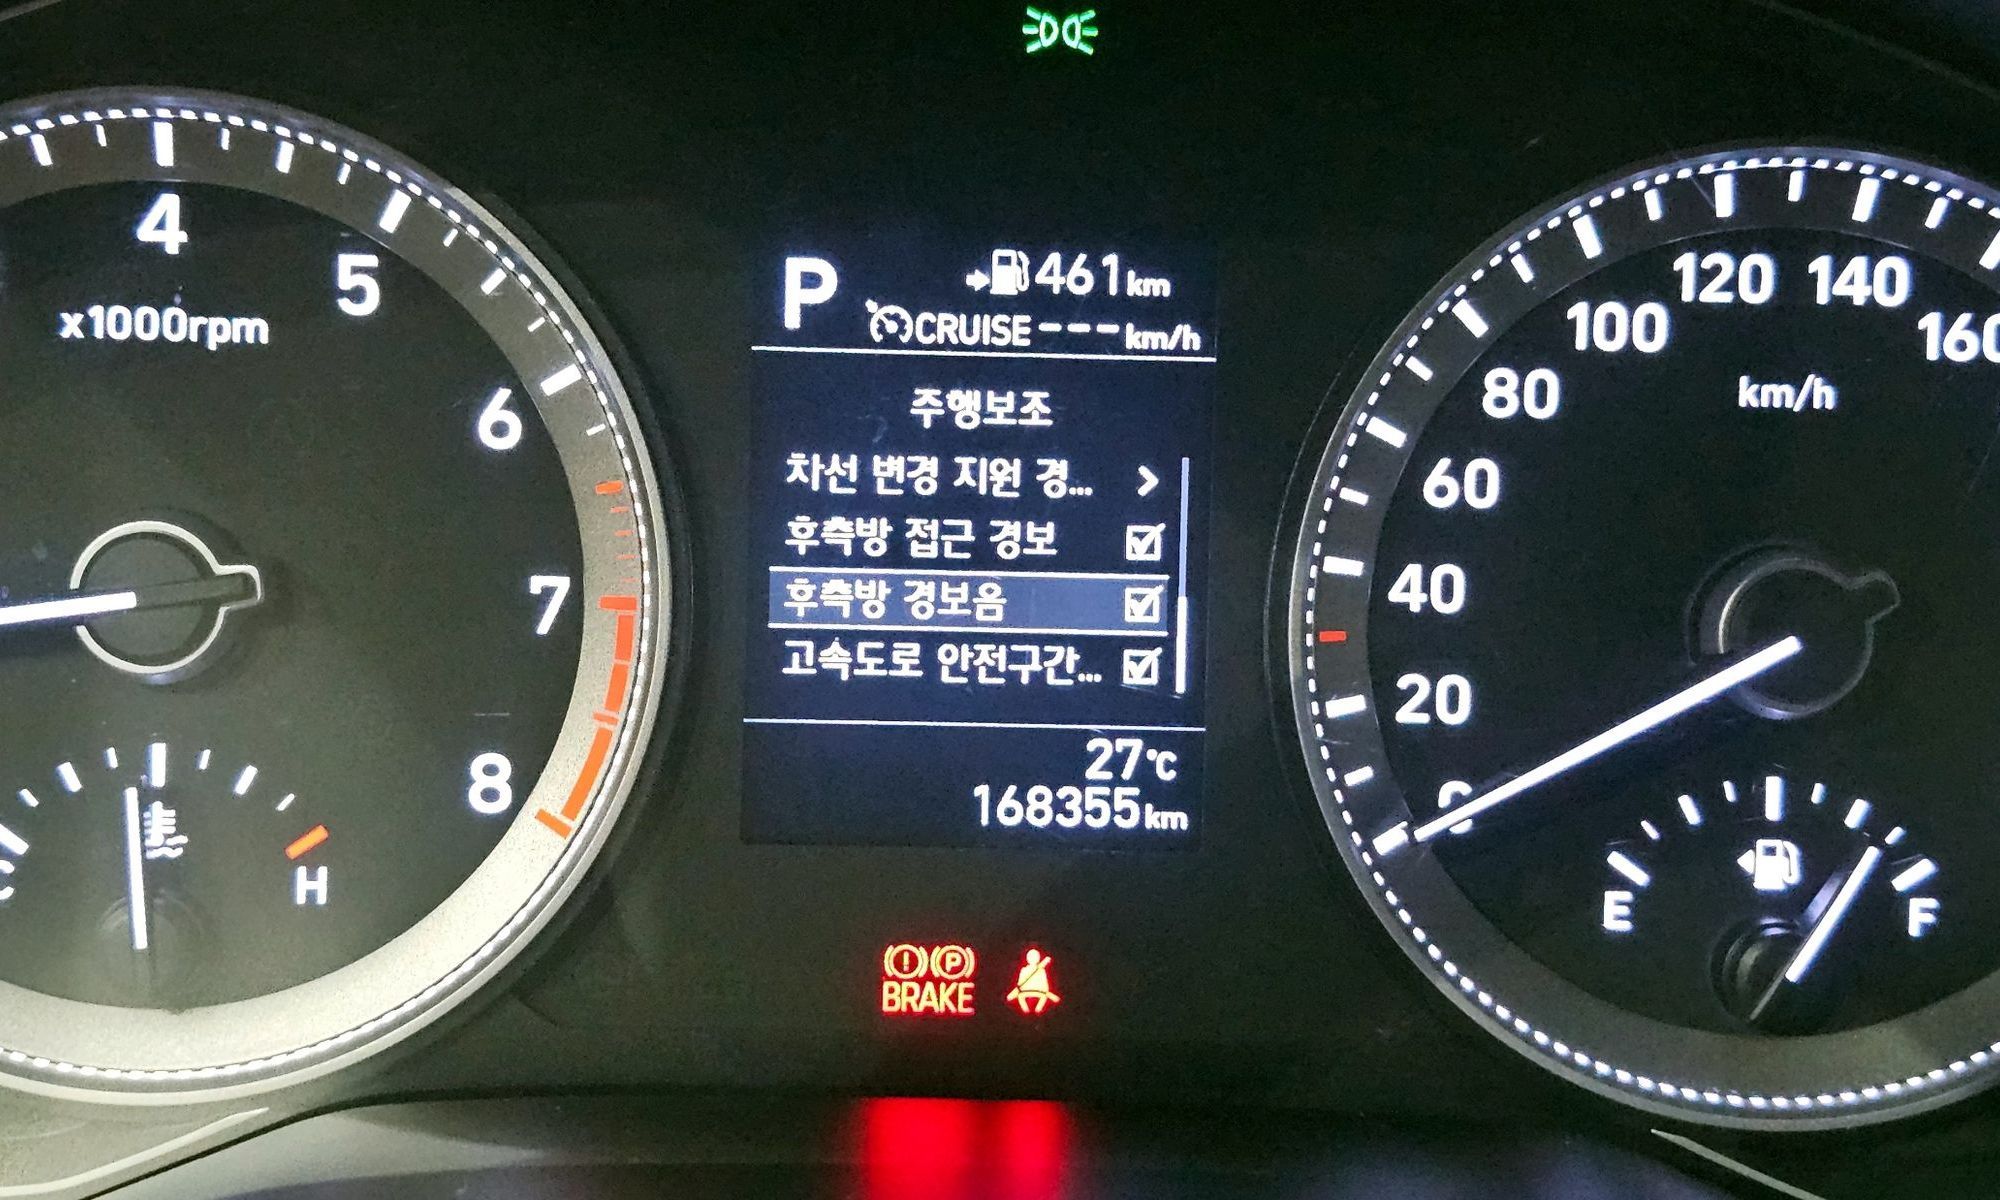 4
5
x1000rpm
6
7
8
H
P
461km
CRUISE ---km/h
주행보조
차선 변경 지원 경...
후측방 접근 경보
후측방 경보음
고속도로 안전구간...
27°C
168355km
(!)(P)
BRAKE
120 140
100
160
80
km/h
60
40
20
0
E
F
C